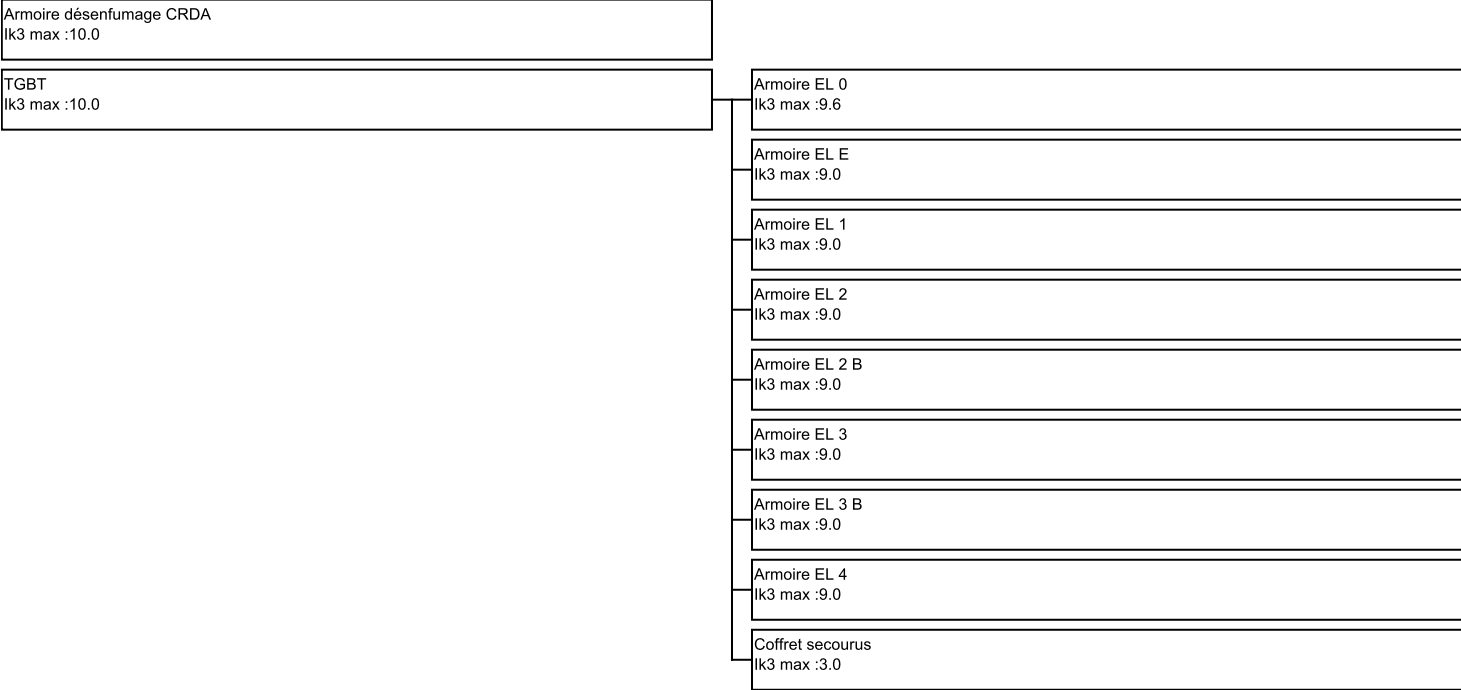 Armoire désenfumage CRDA
Ik3 max :10.0
TGBT
Ik3 max :10.0
Armoire EL 0
Ik3 max :9.6
Armoire EL E
Ik3 max :9.0
Armoire EL 1
Ik3 max :9.0
Armoire EL 2
Ik3 max :9.0
Armoire EL 2 B
Ik3 max :9.0
Armoire EL 3
Ik3 max :9.0
Armoire EL 3 B
Ik3 max :9.0
Armoire EL 4
Ik3 max :9.0
Coffret secourus
Ik3 max :3.0